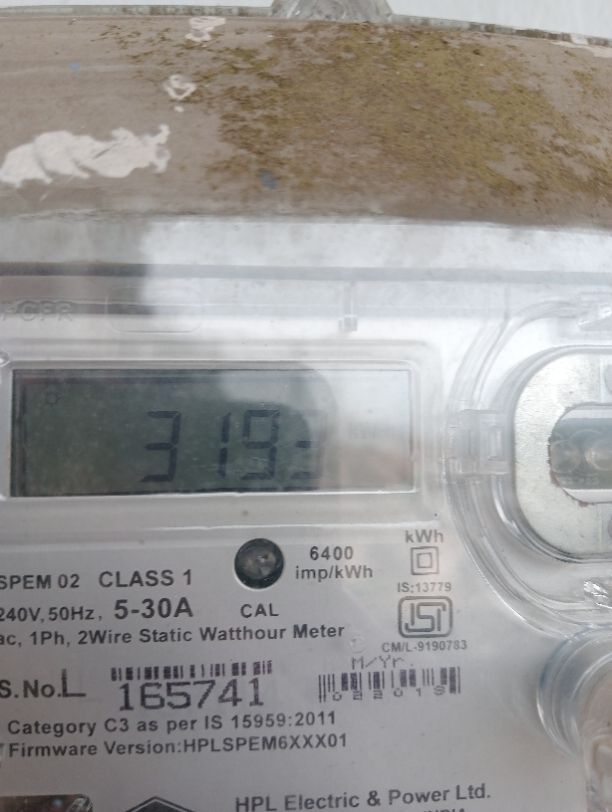 3193
SPEM 02 CLASS 1
6400
imp/kWh
kWh
IS:13779
240V, 50Hz, 5-30A
CAL
ac, 1Ph, 2Wire Static Watthour Meter
CM/L-9190783
M/Yr.
S. No. L 165741
022019
Category C3 as per IS 15959:2011
Firmware Version:HPLSPEM6XXX01
HPL Electric & Power Ltd.